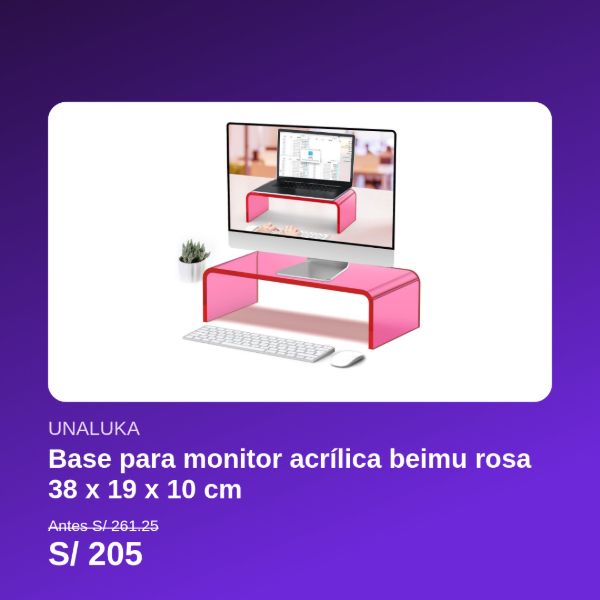 UNALUKA
Base para monitor acrílica beimu rosa
38 x 19 x 10 cm
Antes S/ 261.25
S/ 205